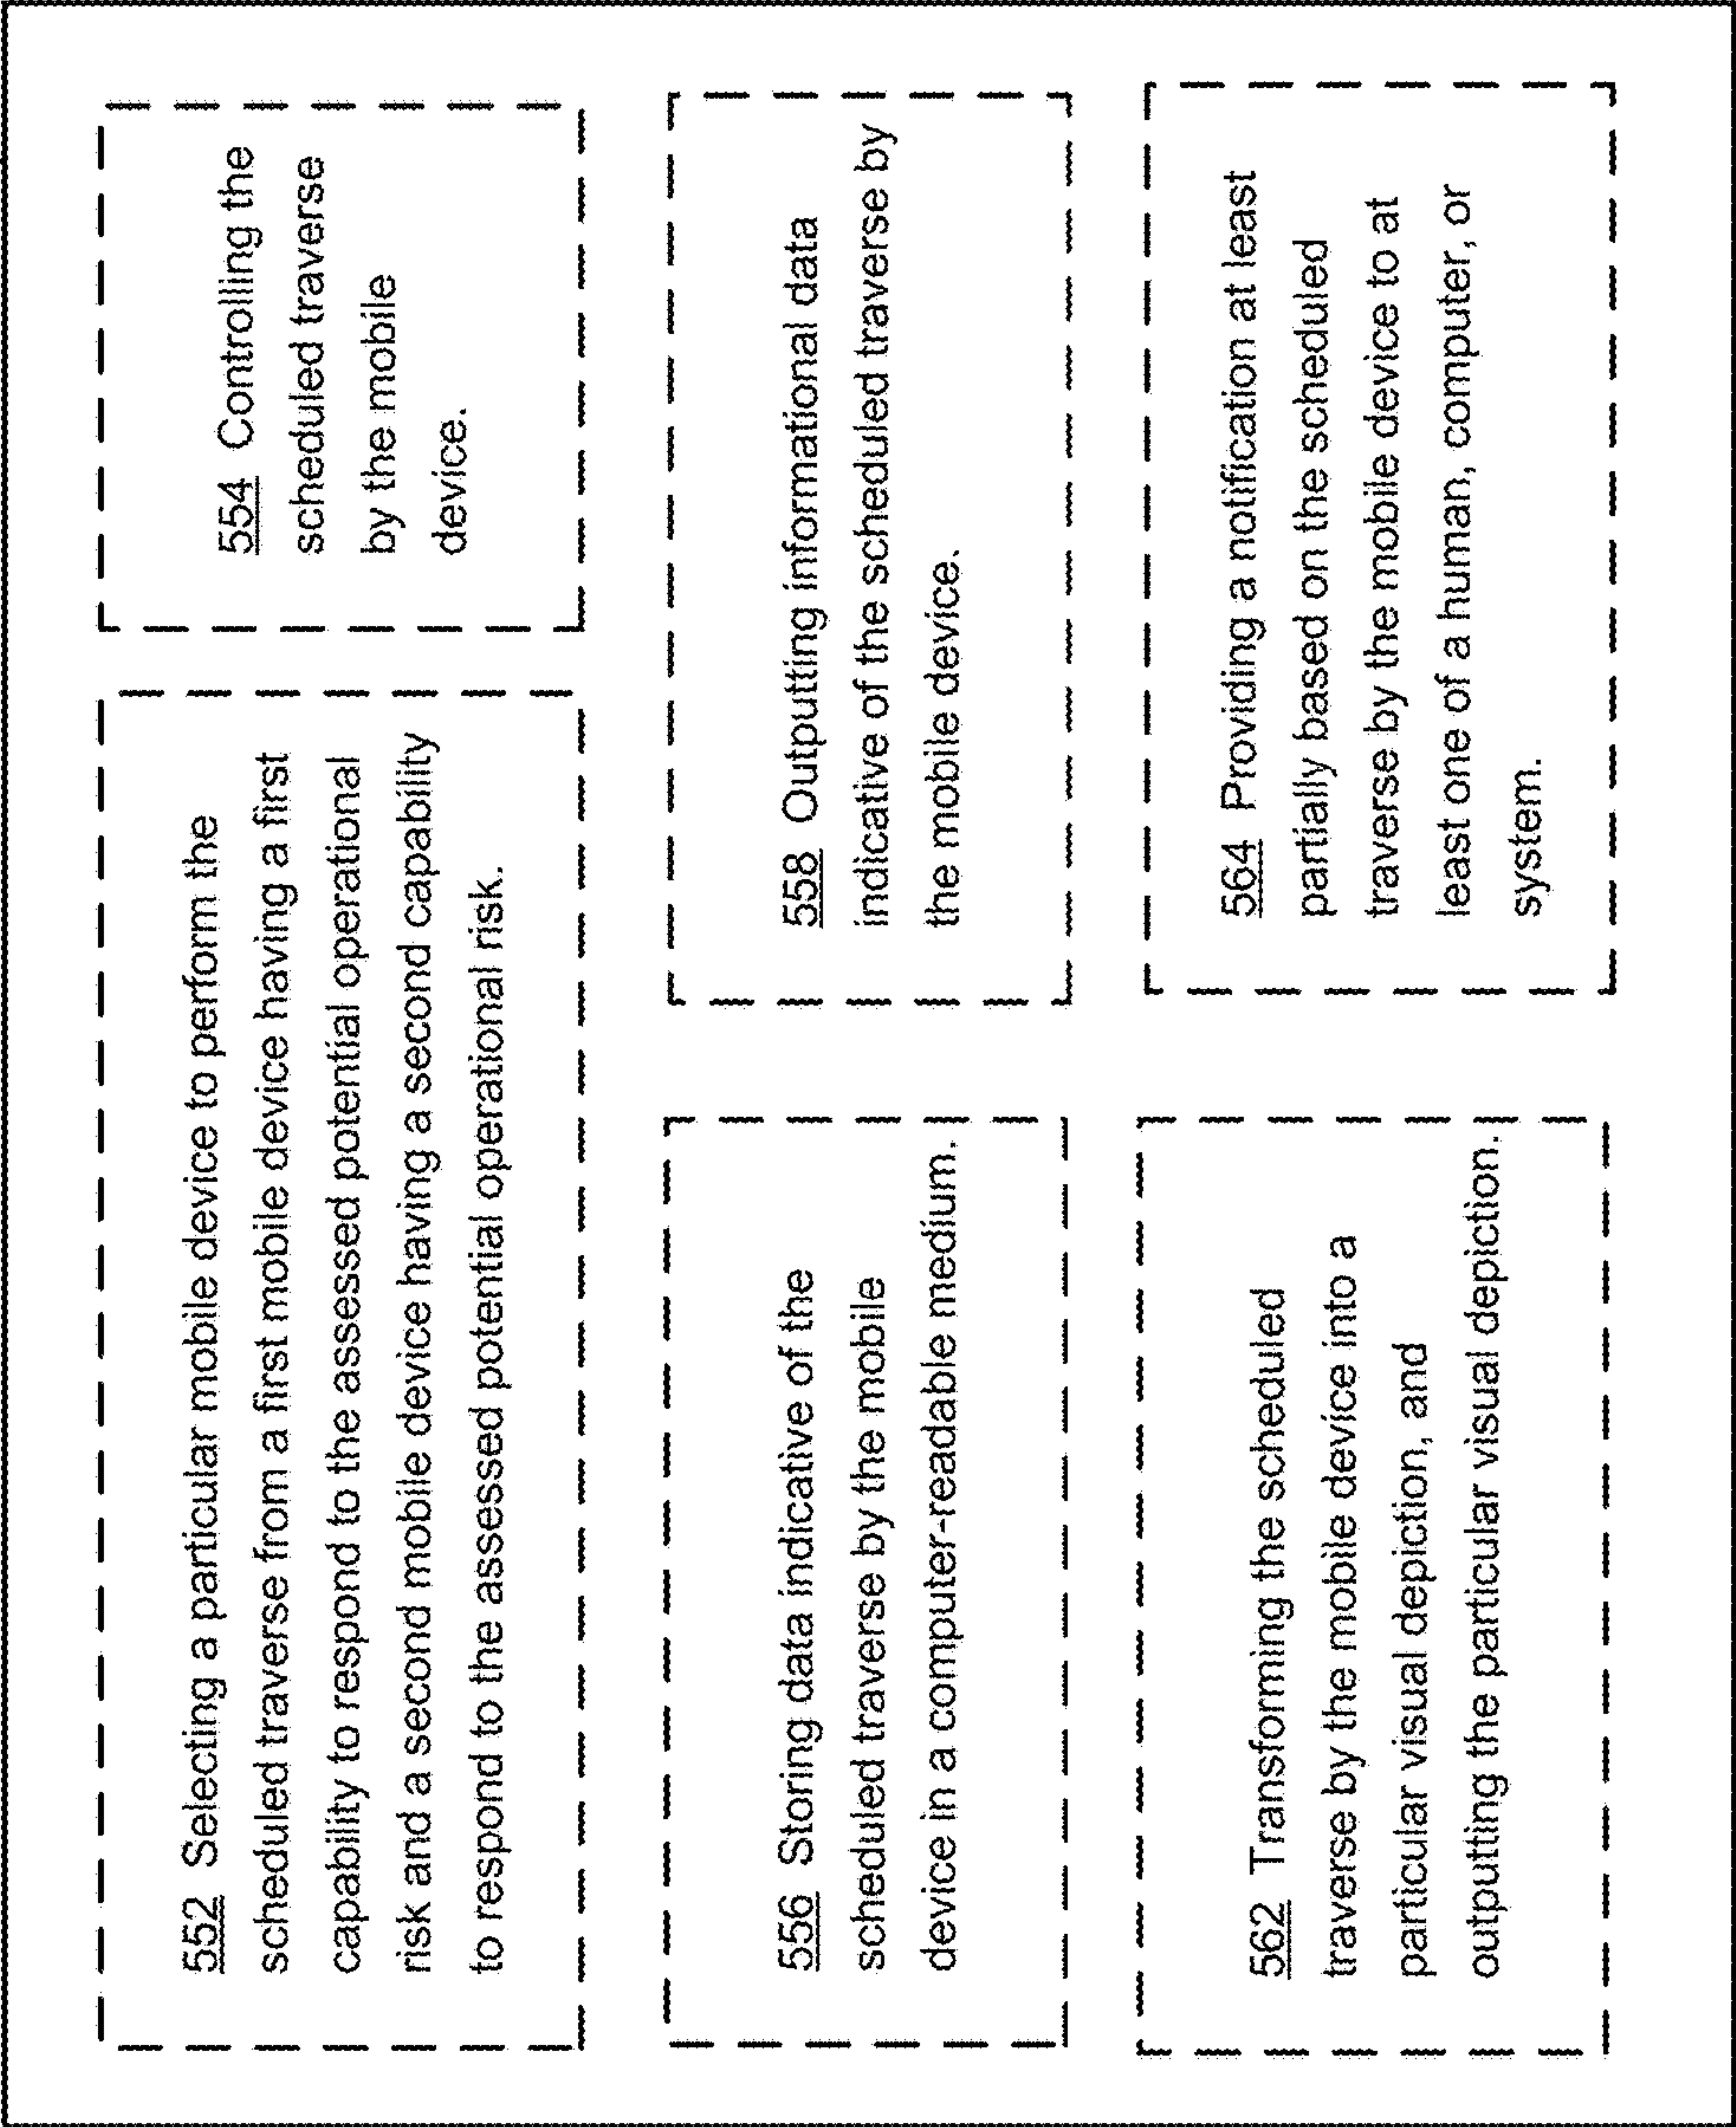 552 Selecting a particular mobile device to perform the
scheduled traverse from a first mobile device having a first
capability to respond to the assessed potential operational
risk and a second mobile device having a second capability
to respond to the assessed potential operational risk.
554 Controlling the
scheduled traverse
by the mobile
device.
556 Storing data indicative of the
scheduled traverse by the mobile
device in a computer-readable medium.
558 Outputting informational data
indicative of the scheduled traverse by
the mobile device.
562 Transforming the scheduled
traverse by the mobile device into a
particular visual depiction, and
outputting the particular visual depiction.
564 Providing a notification at least
partially based on the scheduled
traverse by the mobile device to at
least one of a human, computer, or
system.